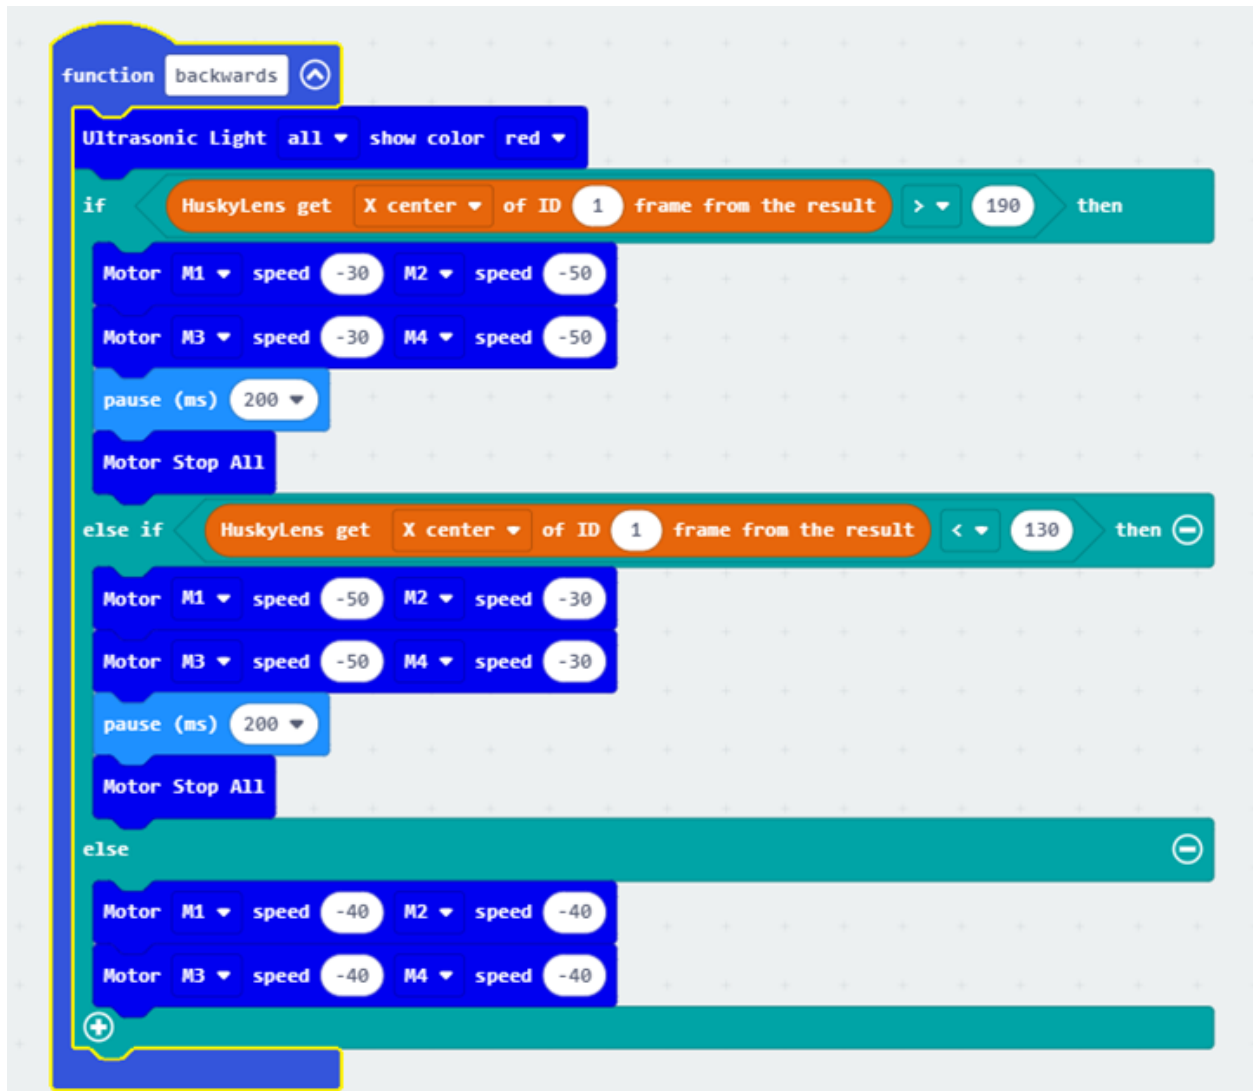 function backwards
Ultrasonic Light all show color red
if HuskyLens get X center of ID 1 frame from the result > 190 then
Motor M1 speed -30 M2 speed -50
Motor M3 speed -30 M4 speed -50
pause (ms) 200
Motor Stop All
else if HuskyLens get X center of ID 1 frame from the result < 130 then
Motor M1 speed -50 M2 speed -30
Motor M3 speed -50 M4 speed -30
pause (ms) 200
Motor Stop All
else
Motor M1 speed -40 M2 speed -40
Motor M3 speed -40 M4 speed -40